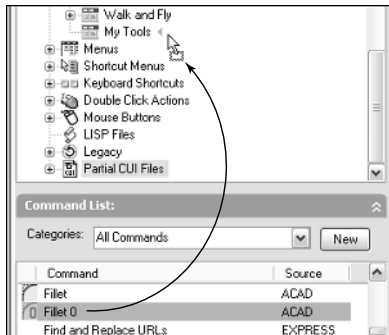 Walk and Fly
My Tools
Menus
Shortcut Menus
Keyboard Shortcuts
Double Click Actions
Mouse Buttons
LISP Files
Legacy
Partial CUI Files
Command List:
Categories: All Commands New
Command Source
Fillet ACAD
Fillet 0 ACAD
Find and Replace URLs EXPRESS